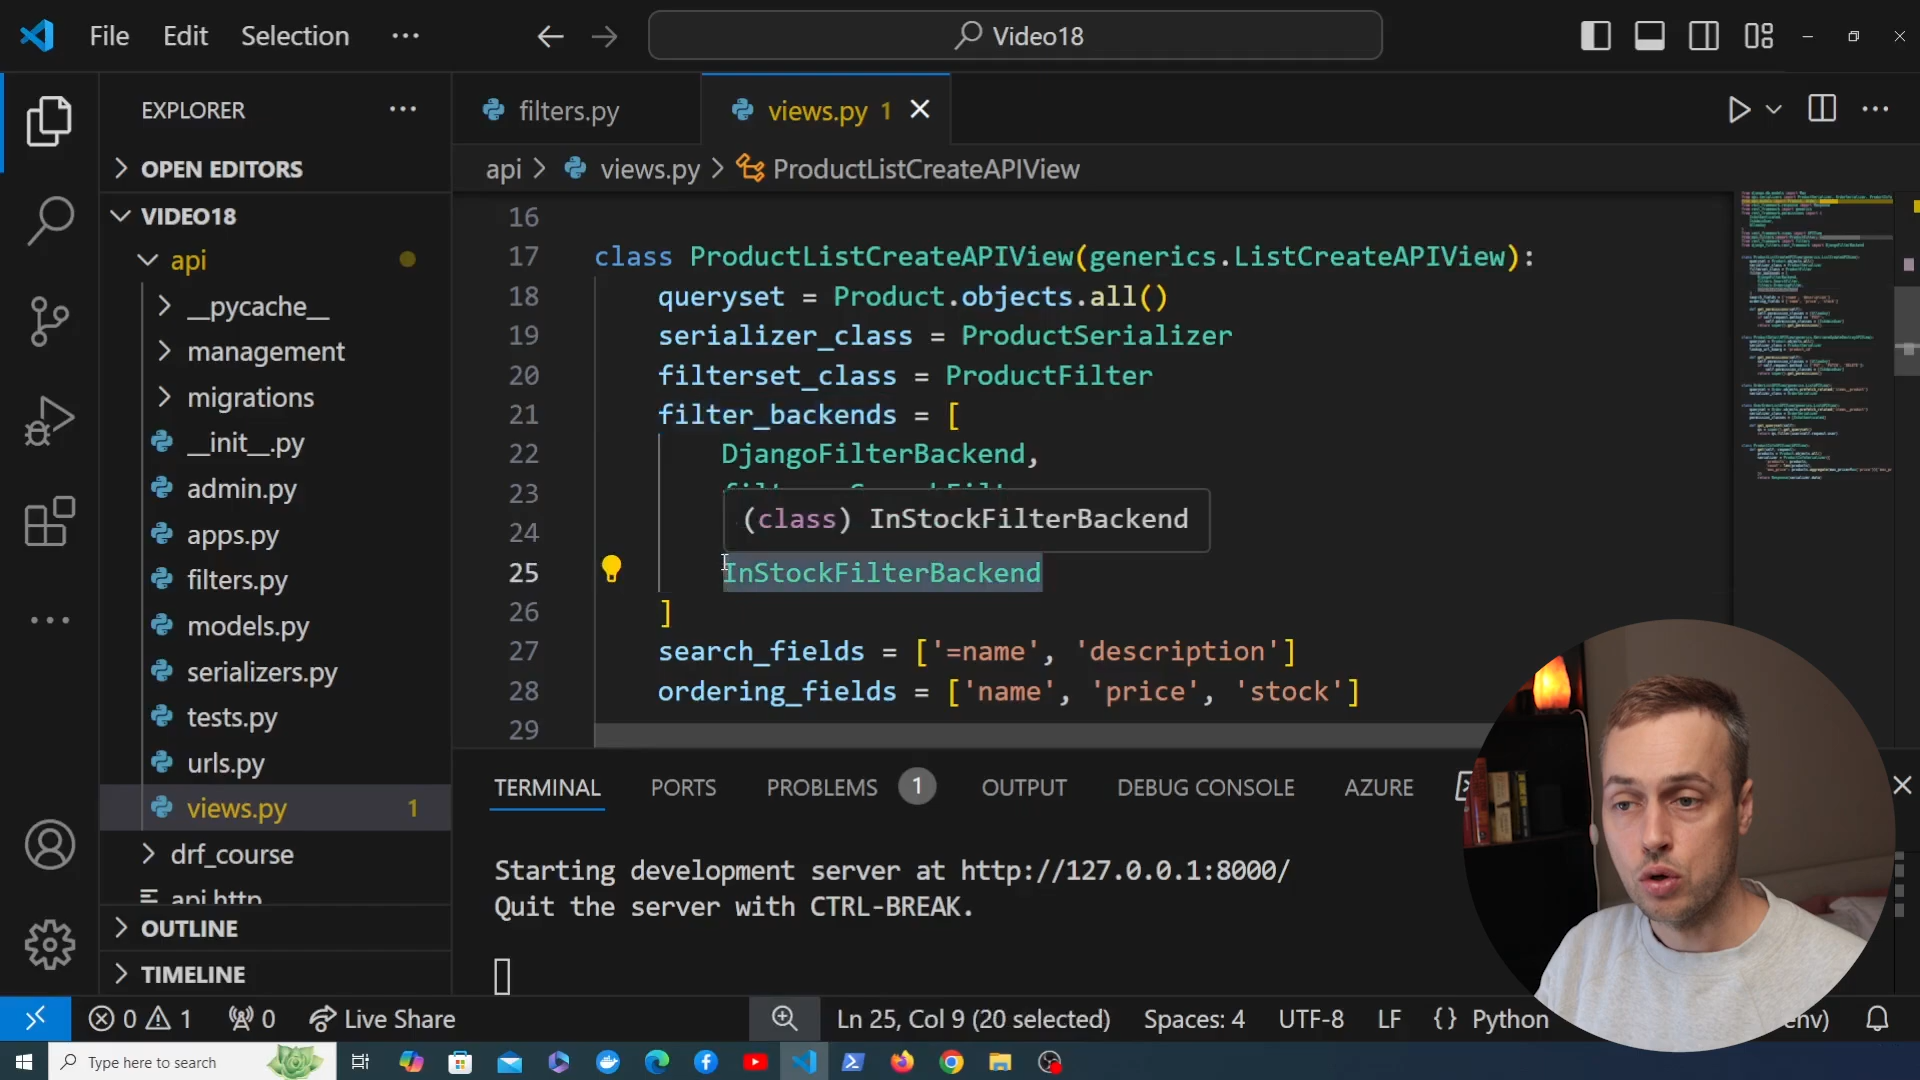 File Edit Selection
Video18
EXPLORER
OPEN EDITORS
VIDEO18
api
__pycache__
management
migrations
__init__.py
admin.py
apps.py
filters.py
models.py
serializers.py
tests.py
urls.py
views.py 1
drf_course
api.http
OUTLINE
TIMELINE
filters.py
views.py 1
api views.py ProductListCreateAPIView
16
17 class ProductListCreateAPIView(generics.ListCreateAPIView):
18 queryset = Product.objects.all()
19 serializer_class = ProductSerializer
20 filterset_class = ProductFilter
21 filter_backends = [
22 DjangoFilterBackend,
23
(class) InStockFilterBackend
24
25 InStockFilterBackend
26 ]
27 search_fields = ['=name', 'description']
28 ordering_fields = ['name', 'price', 'stock']
29
TERMINAL PORTS PROBLEMS 1 OUTPUT DEBUG CONSOLE AZURE
Starting development server at http://127.0.0.1:8000/
Quit the server with CTRL-BREAK.
0 1 0 Live Share
Ln 25, Col 9 (20 selected) Spaces: 4 UTF-8 LF {} Python env)
Type here to search